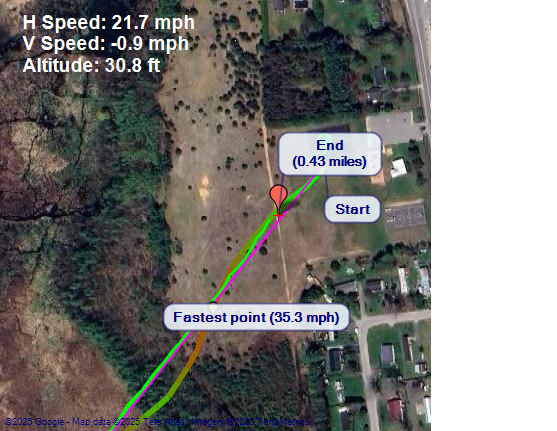 H Speed: 21.7 mph
V Speed: -0.9 mph
Altitude: 30.8 ft
End
(0.43 miles)
Start
Fastest point (35.3 mph)
©2025 Google - Map data ©2025 Tele Atlas, Imagery ©2025 TerraMetrics